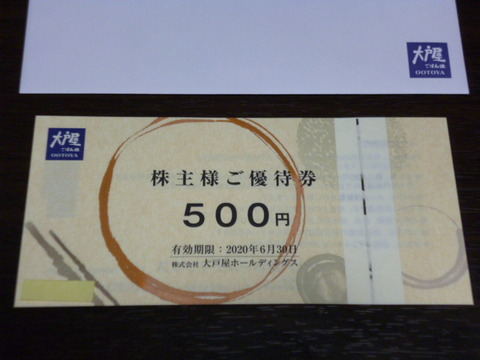 大戸屋
ごはん処
OOTOYA
大戸屋
ごはん処
OOTOYA
株主様ご優待券
500円
有効期限:2020年6月30日
株式会社 大戸屋ホールディングス